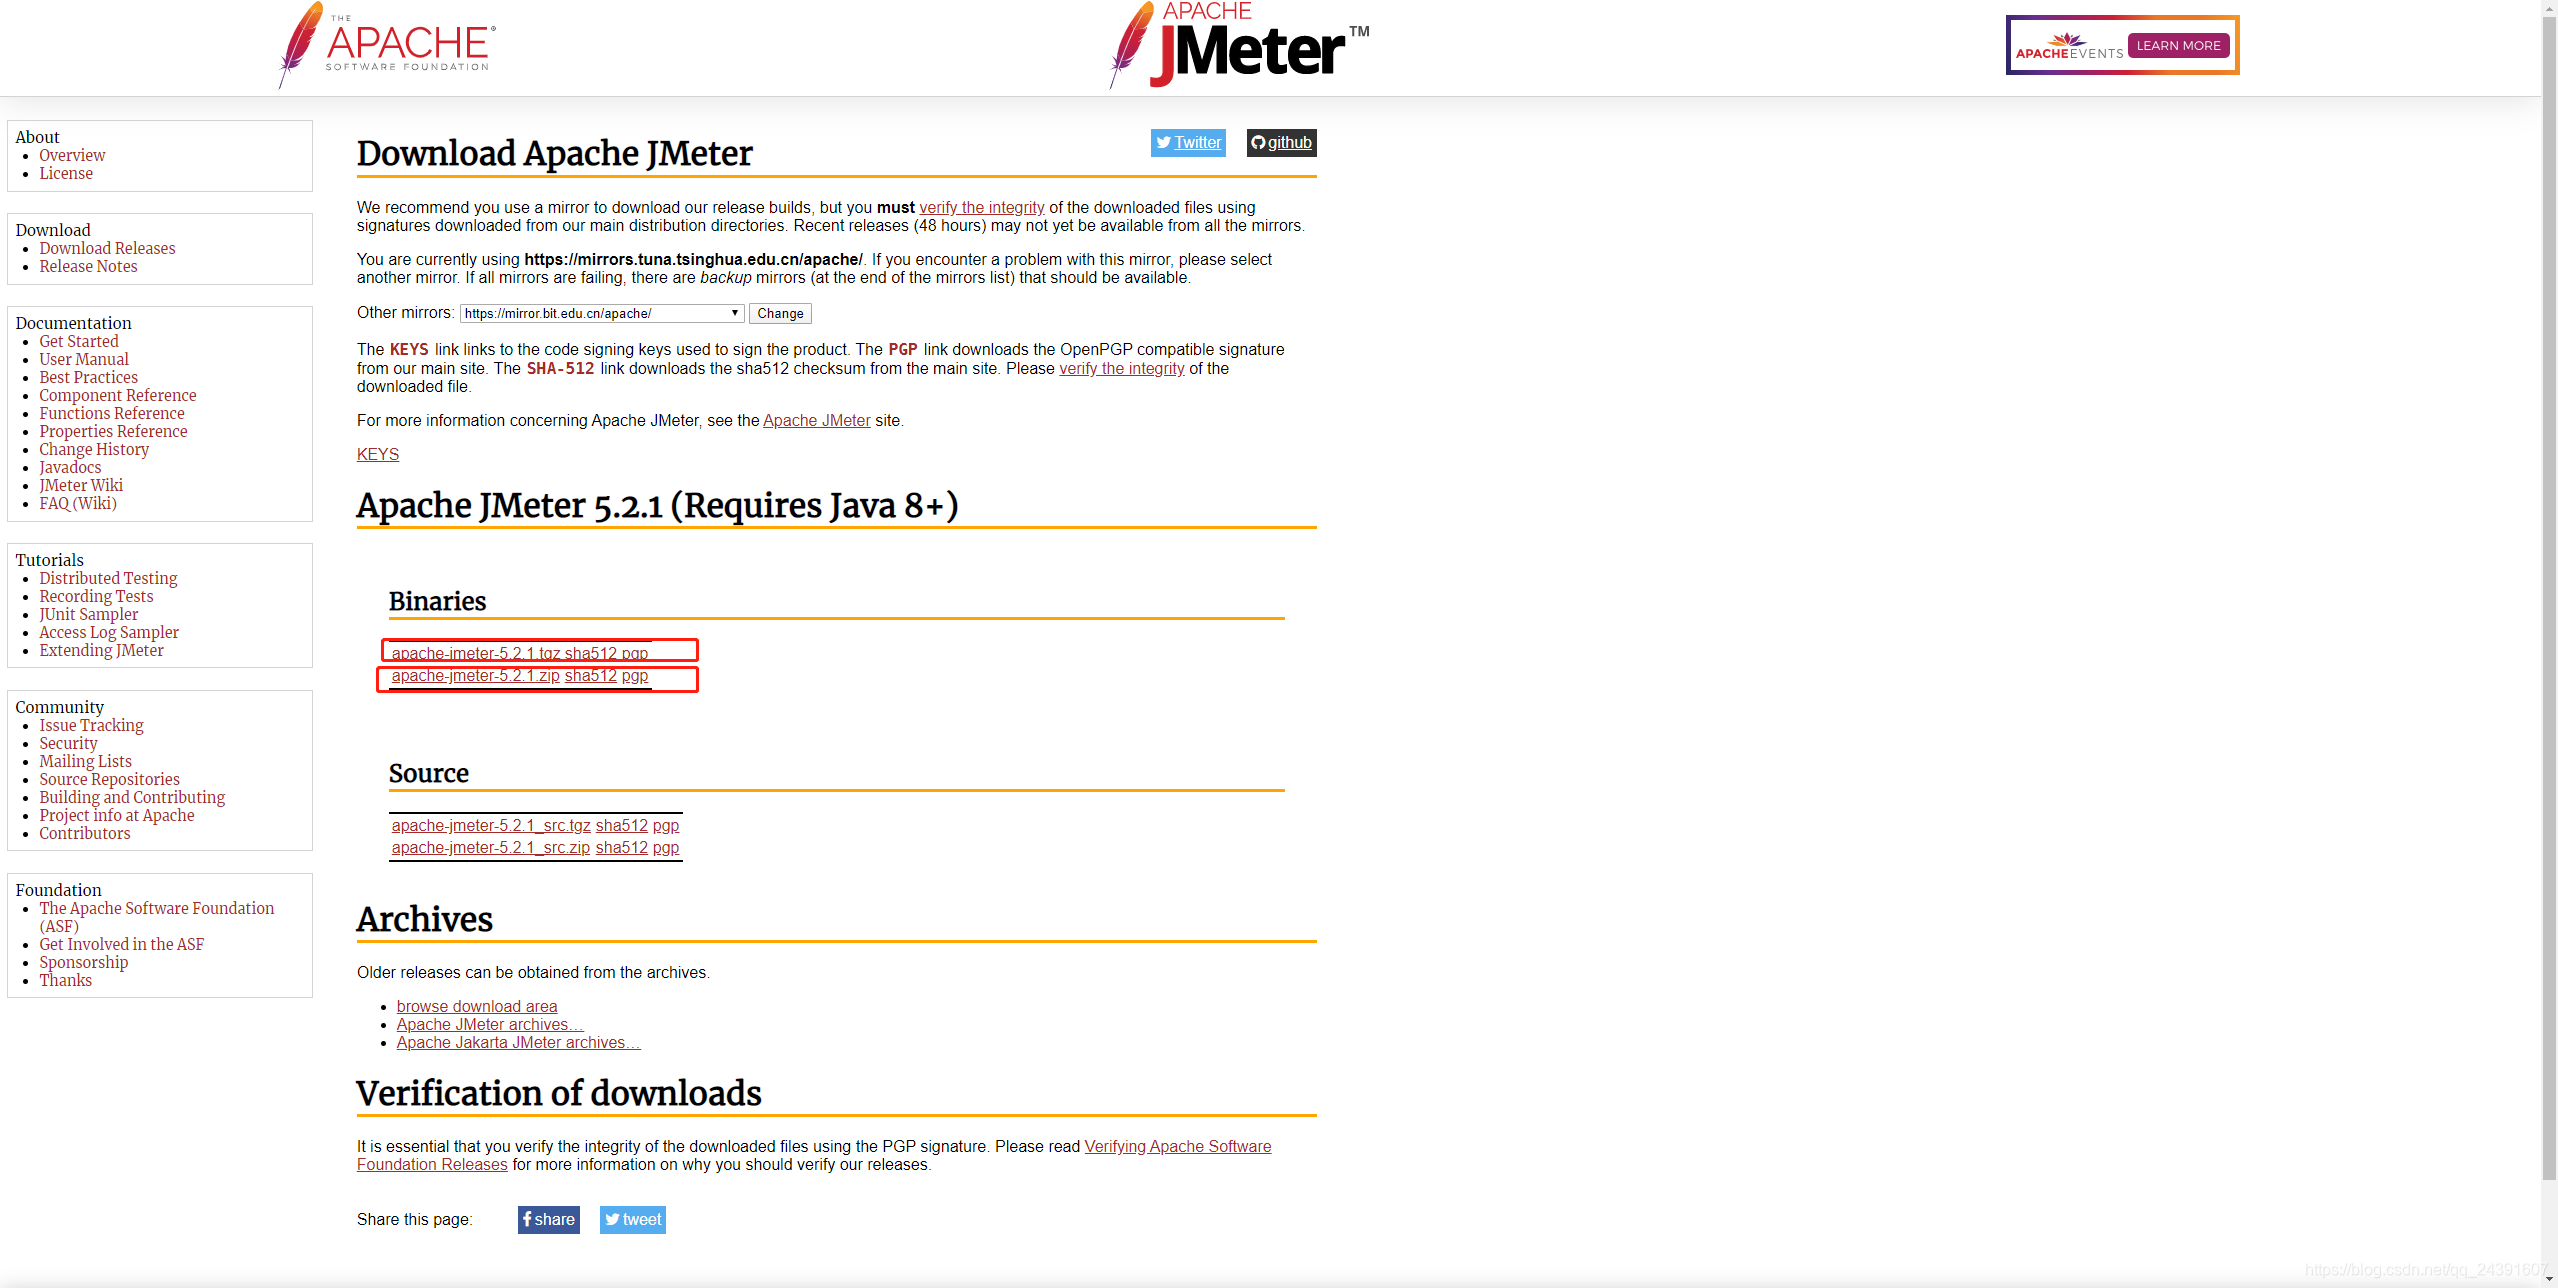 THE
APACHE®
SOFTWARE FOUNDATION
APACHE
JMeter™
APACHEEVENTS LEARN MORE
About
Overview
License
Download
Download Releases
Release Notes
Documentation
Get Started
User Manual
Best Practices
Component Reference
Functions Reference
Properties Reference
Change History
Javadocs
JMeter Wiki
FAQ (Wiki)
Tutorials
Distributed Testing
Recording Tests
JUnit Sampler
Access Log Sampler
Extending JMeter
Community
Issue Tracking
Security
Mailing Lists
Source Repositories
Building and Contributing
Project info at Apache
Contributors
Foundation
The Apache Software Foundation
(ASF)
Get Involved in the ASF
Sponsorship
Thanks
Twitter github
Download Apache JMeter
We recommend you use a mirror to download our release builds, but you must verify the integrity of the downloaded files using
signatures downloaded from our main distribution directories. Recent releases (48 hours) may not yet be available from all the mirrors.
You are currently using https://mirrors.tuna.tsinghua.edu.cn/apache/. If you encounter a problem with this mirror, please select
another mirror. If all mirrors are failing, there are backup mirrors (at the end of the mirrors list) that should be available.
Other mirrors: https://mirror.bit.edu.cn/apache/ Change
The KEYS link links to the code signing keys used to sign the product. The PGP link downloads the OpenPGP compatible signature
from our main site. The SHA-512 link downloads the sha512 checksum from the main site. Please verify the integrity of the
downloaded file.
For more information concerning Apache JMeter, see the Apache JMeter site.
KEYS
Apache JMeter 5.2.1 (Requires Java 8+)
Binaries
apache-jmeter-5.2.1.tgz sha512 pgp
apache-jmeter-5.2.1.zip sha512 pgp
Source
apache-jmeter-5.2.1_src.tgz sha512 pgp
apache-jmeter-5.2.1_src.zip sha512 pgp
Archives
Older releases can be obtained from the archives.
browse download area
Apache JMeter archives…
Apache Jakarta JMeter archives…
Verification of downloads
It is essential that you verify the integrity of the downloaded files using the PGP signature. Please read Verifying Apache Software
Foundation Releases for more information on why you should verify our releases.
Share this page: share tweet
https://blog.csdn.net/qq_24391607